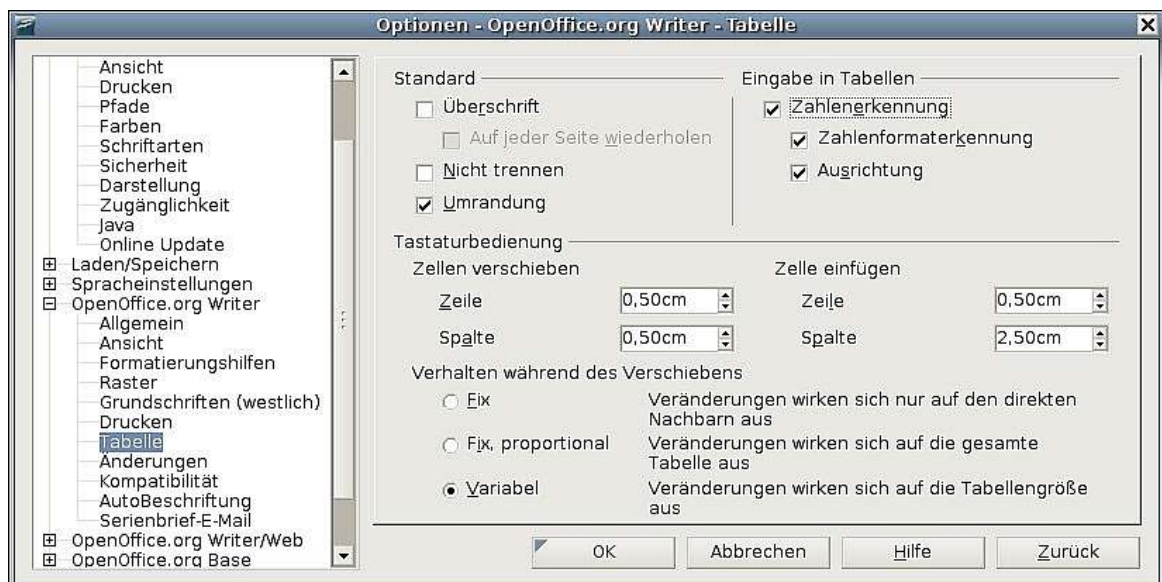 Optionen - OpenOffice.org Writer - Tabelle
Ansicht
Drucken
Pfade
Farben
Schriftarten
Sicherheit
Darstellung
Zugänglichkeit
Java
Online Update
Laden/Speichern
Spracheinstellungen
OpenOffice.org Writer
Allgemein
Ansicht
Formatierungshilfen
Raster
Grundschriften (westlich)
Drucken
Tabelle
Änderungen
Kompatibilität
AutoBeschriftung
Serienbrief-E-Mail
OpenOffice.org Writer/Web
OpenOffice.org Base
Standard
Überschrift
Auf jeder Seite wiederholen
Nicht trennen
Umrandung
Eingabe in Tabellen
Zahlenerkennung
Zahlenformaterkennung
Ausrichtung
Tastaturbedienung
Zellen verschieben
Zeile 0,50cm
Spalte 0,50cm
Zelle einfügen
Zeile 0,50cm
Spalte 2,50cm
Verhalten während des Verschiebens
Fix Veränderungen wirken sich nur auf den direkten
Nachbarn aus
Fix, proportional Veränderungen wirken sich auf die gesamte
Tabelle aus
Variabel Veränderungen wirken sich auf die Tabellengröße
aus
OK Abbrechen Hilfe Zurück